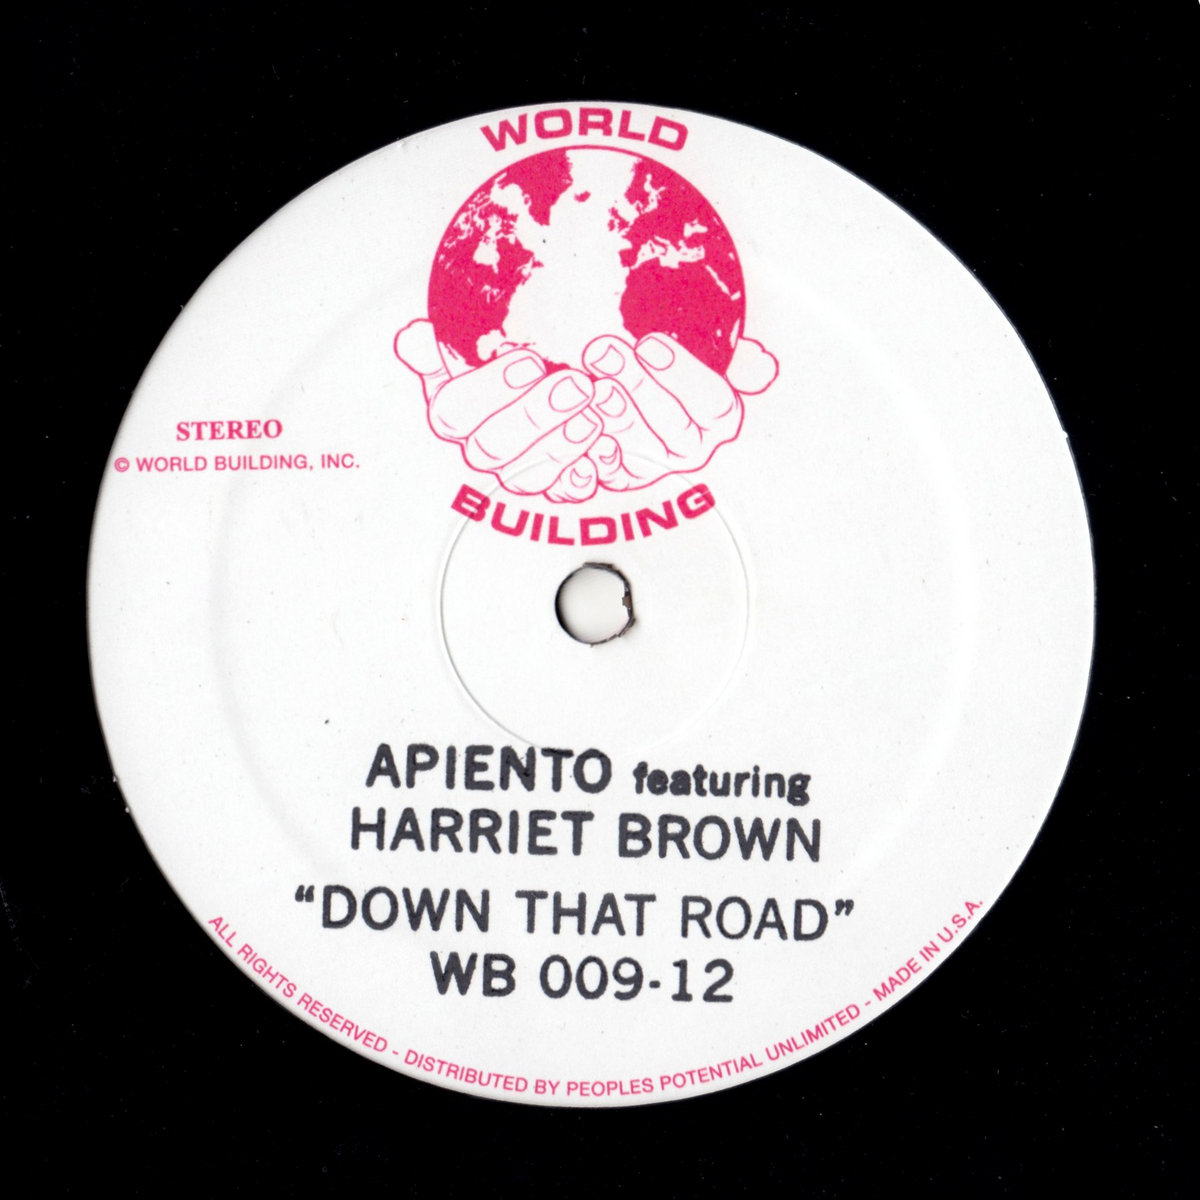 WORLD
BUILDING
STEREO
© WORLD BUILDING, INC.
APIENTO featuring
HARRIET BROWN
“DOWN THAT ROAD”
WB 009-12
ALL RIGHTS RESERVED - DISTRIBUTED BY PEOPLES POTENTIAL UNLIMITED - MADE IN U.S.A.